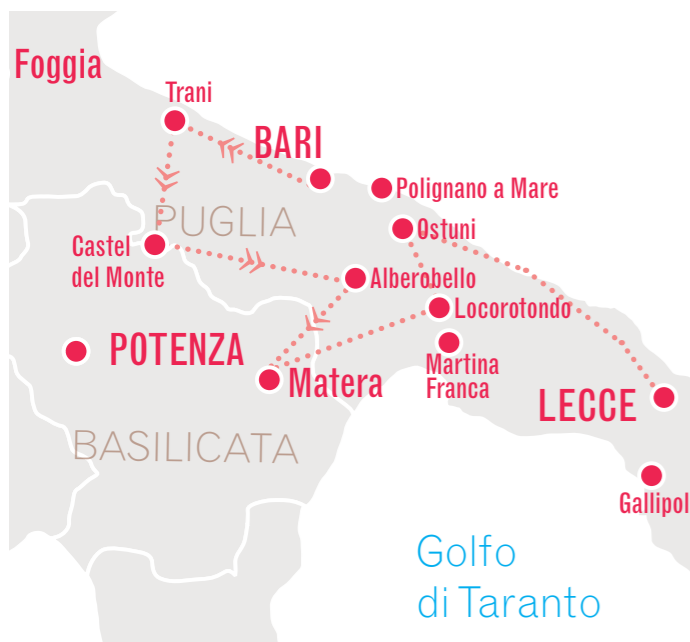 Foggia
Trani
BARI
Polignano a Mare
PUGLIA
Ostuni
Castel
del Monte
Alberobello
Locorotondo
POTENZA
Martina
Franca
Matera
LECCE
BASILICATA
Gallipol
Golfo
di Taranto